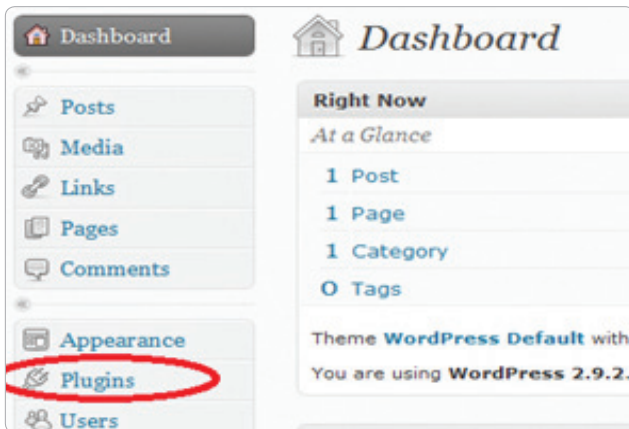 Dashboard
Posts
Media
Links
Pages
Comments
Appearance
Plugins
Users
Dashboard
Right Now
At a Glance
1 Post
1 Page
1 Category
0 Tags
Theme WordPress Default with
You are using WordPress 2.9.2.